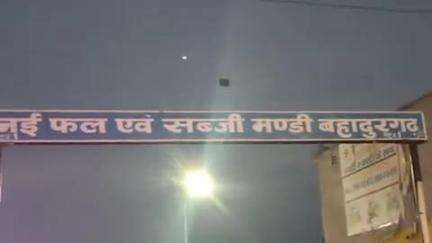 नई फल एवं सब्जी मण्डी बहादुरगढ़